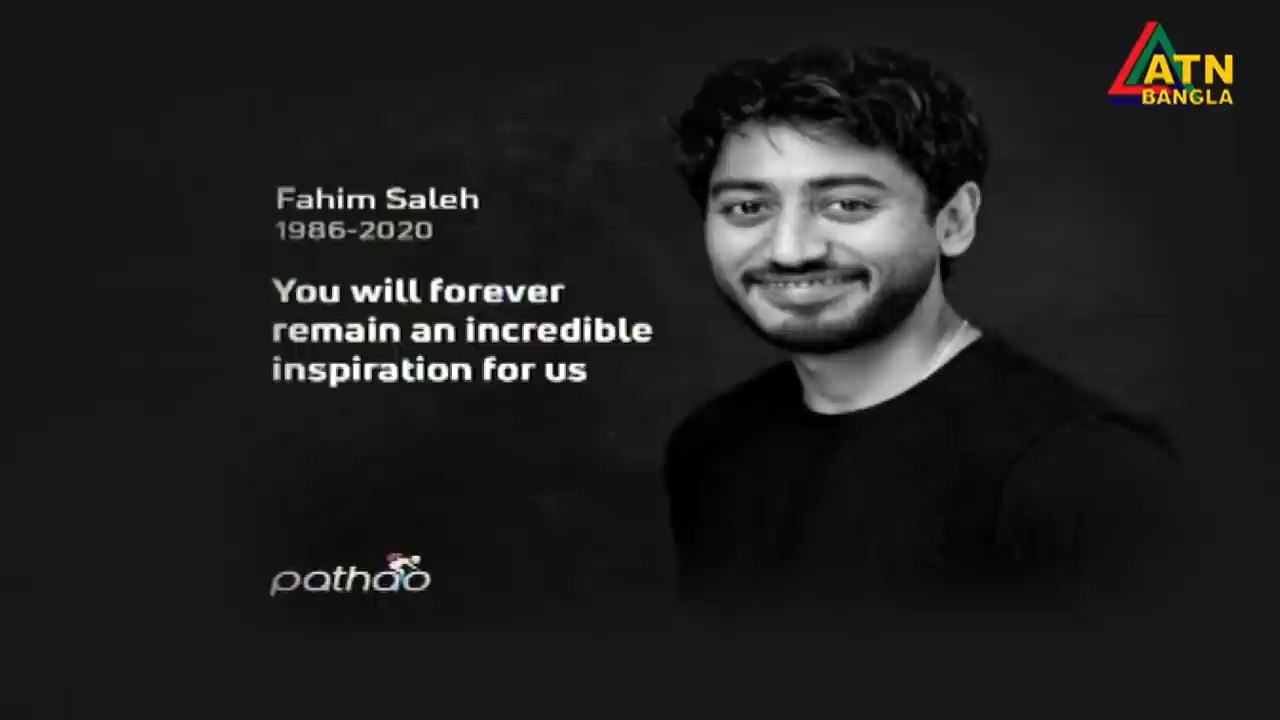 ATN
BANGLA
Fahim Saleh
1986-2020
You will forever
remain an incredible
inspiration for us
pathao